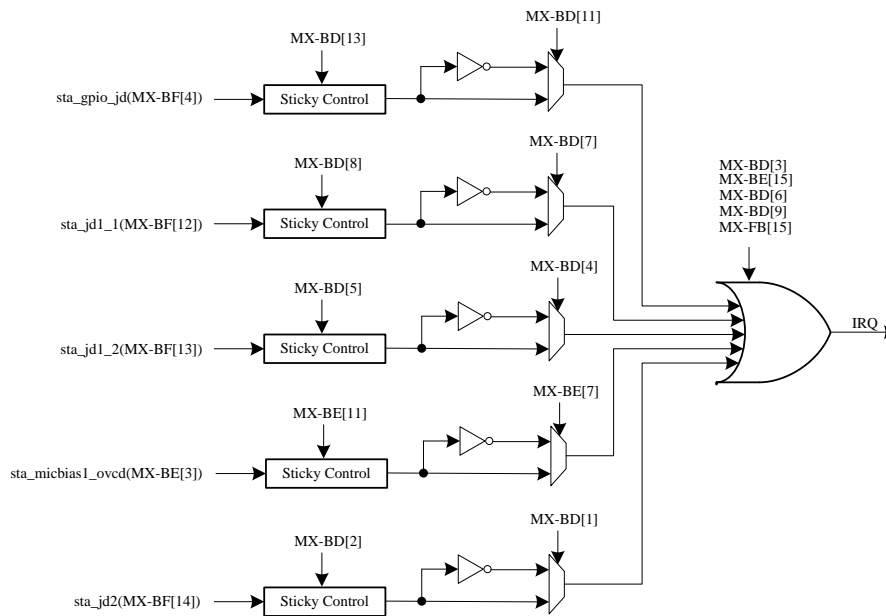 MX-BD[11]
MX-BD[13]
sta_gpio_jd(MX-BF[4])
Sticky Control
MX-BD[7]
MX-BD[8]
sta_jd1_1(MX-BF[12])
Sticky Control
MX-BD[3]
MX-BE[15]
MX-BD[6]
MX-BD[9]
MX-FB[15]
MX-BD[4]
MX-BD[5]
sta_jd1_2(MX-BF[13])
Sticky Control
IRQ
MX-BE[7]
MX-BE[11]
sta_micbias1_ovcd(MX-BE[3])
Sticky Control
MX-BD[1]
MX-BD[2]
sta_jd2(MX-BF[14])
Sticky Control